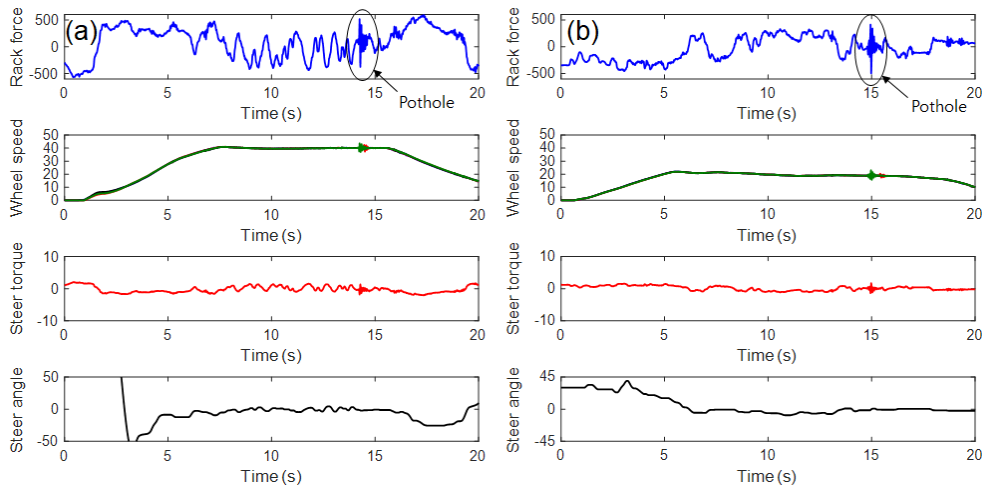 (a)
Rack force
500
0
-500
0 5 10 15 20
Time (s)
Pothole
Wheel speed
50
40
30
20
10
0
0 5 10 15 20
Time (s)
Steer torque
10
0
-10
0 5 10 15 20
Time (s)
Steer angle
50
0
-50
0 5 10 15 20
Time (s)
(b)
Rack force
500
0
-500
0 5 10 15 20
Time (s)
Pothole
Wheel speed
50
40
30
20
10
0
0 5 10 15 20
Time (s)
Steer torque
10
0
-10
0 5 10 15 20
Time (s)
Steer angle
45
0
-45
0 5 10 15 20
Time (s)